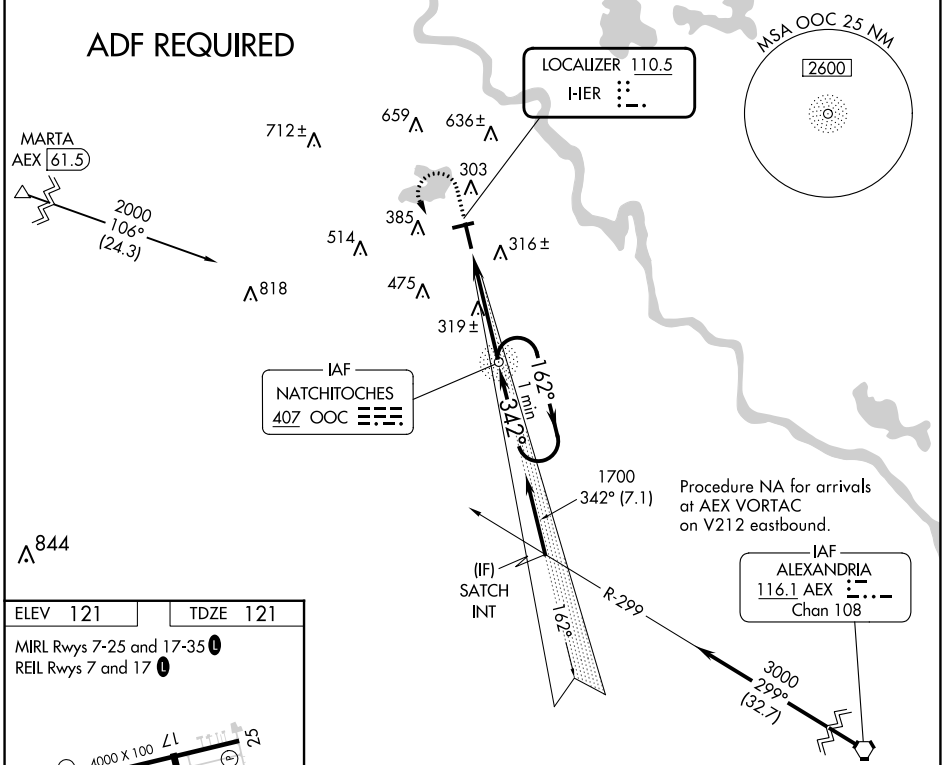 ADF REQUIRED
MSA OOC 25 NM
2600
LOCALIZER 110.5
I-IER
MARTA
AEX 61.5
2000
106°
(24.3)
712±
659
636±
303
385
514
316±
818
475
319±
IAF
NATCHITOCHES
407 OOC
162°
1 min
342°
1700
342° (7.1)
Procedure NA for arrivals
at AEX VORTAC
on V212 eastbound.
844
(IF)
SATCH
INT
IAF
ALEXANDRIA
116.1 AEX
Chan 108
R-299
162°
3000
299°
(32.7)
ELEV 121
TDZE 121
MIRL Rwys 7-25 and 17-35 L
REIL Rwys 7 and 17 L
4000 X 100
17
25
P